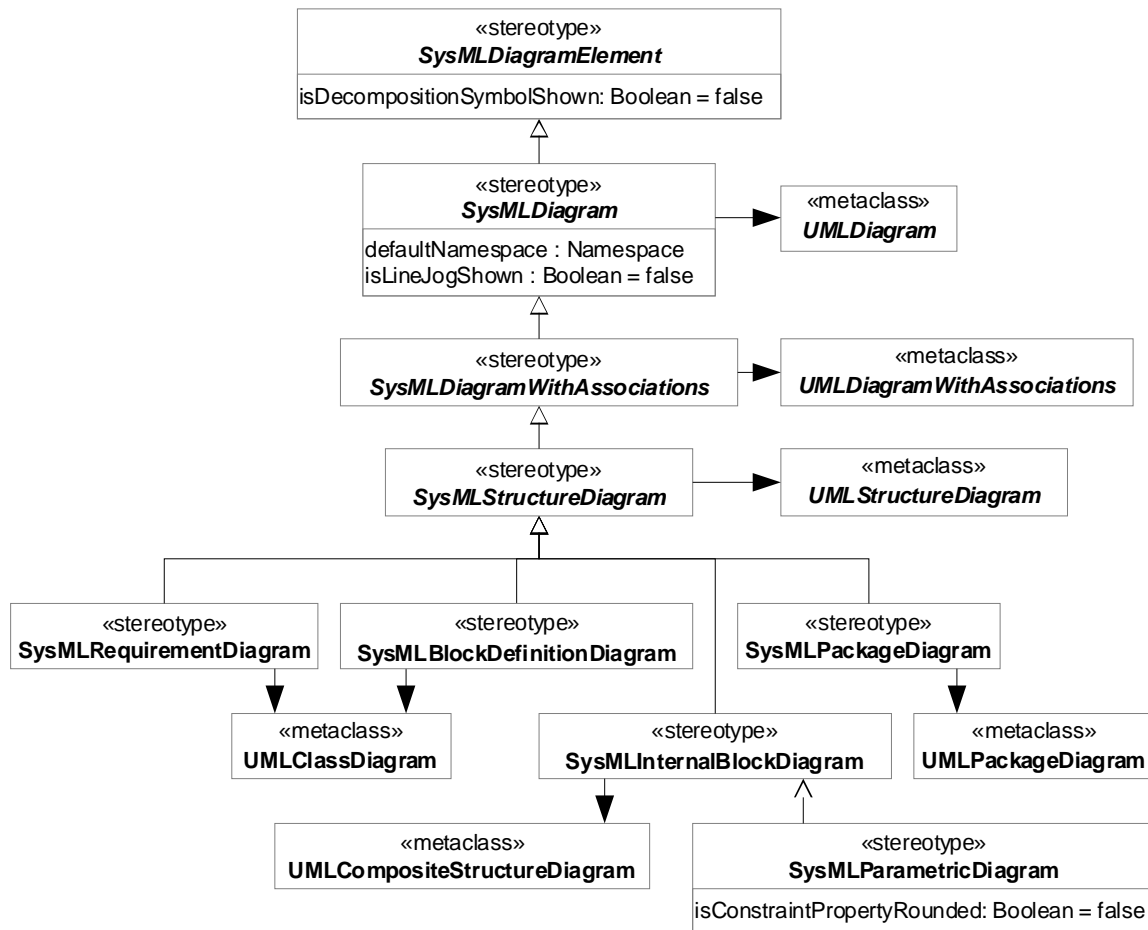 «stereotype»
SysMLDiagramElement
isDecompositionSymbolShown: Boolean = false
«stereotype»
SysMLDiagram
defaultNamespace : Namespace
isLineJogShown : Boolean = false
«metaclass»
UMLDiagram
«stereotype»
SysMLDiagramWithAssociations
«metaclass»
UMLDiagramWithAssociations
«stereotype»
SysMLStructureDiagram
«metaclass»
UMLStructureDiagram
«stereotype»
SysMLRequirementDiagram
«stereotype»
SysMLBlockDefinitionDiagram
«stereotype»
SysMLPackageDiagram
«metaclass»
UMLClassDiagram
«stereotype»
SysMLInternalBlockDiagram
«metaclass»
UMLPackageDiagram
«metaclass»
UMLCompositeStructureDiagram
«stereotype»
SysMLParametricDiagram
isConstraintPropertyRounded: Boolean = false